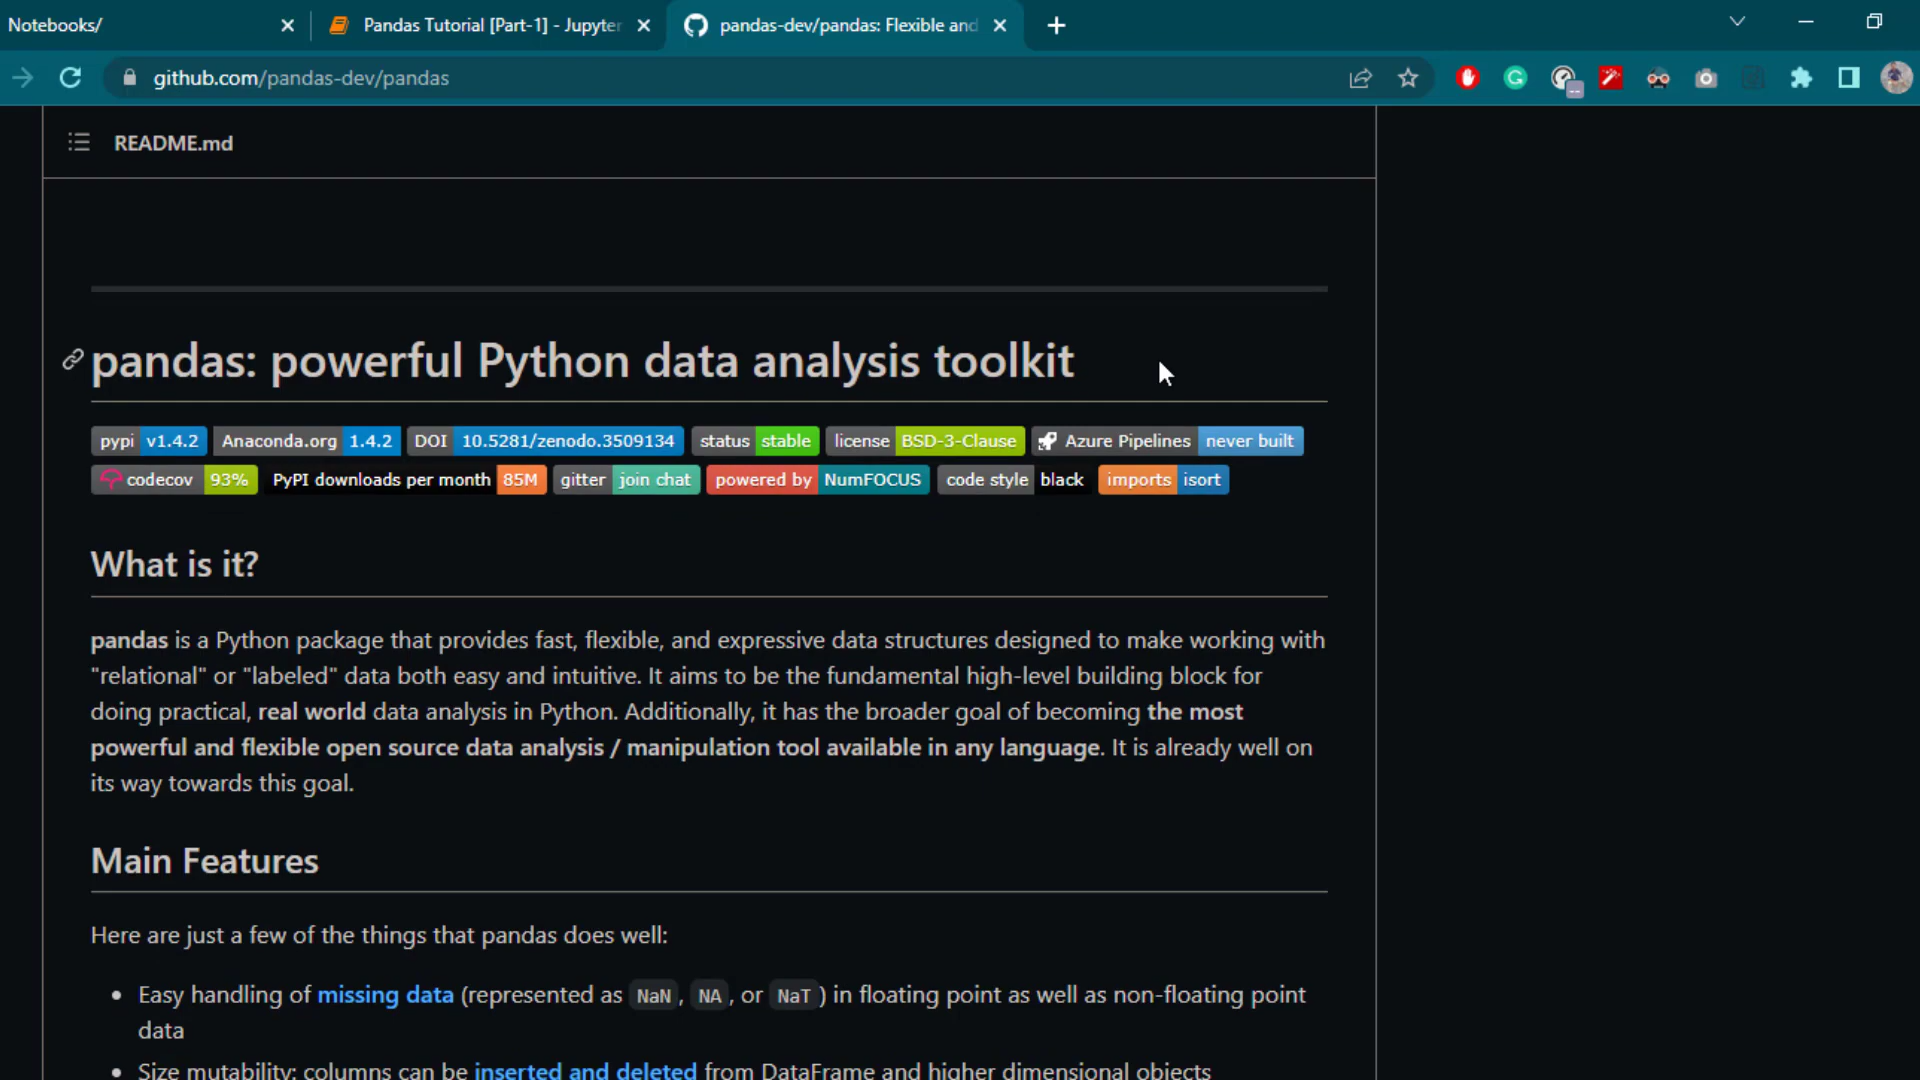 Notebooks/
Pandas Tutorial [Part-1] - Jupyter
pandas-dev/pandas: Flexible and
github.com/pandas-dev/pandas
README.md
pandas: powerful Python data analysis toolkit
pypi v1.4.2 Anaconda.org 1.4.2 DOI 10.5281/zenodo.3509134 status stable license BSD-3-Clause Azure Pipelines never built
codecov 93% PyPI downloads per month 85M gitter join chat powered by NumFOCUS code style black imports isort
What is it?
pandas is a Python package that provides fast, flexible, and expressive data structures designed to make working with
"relational" or "labeled" data both easy and intuitive. It aims to be the fundamental high-level building block for
doing practical, real world data analysis in Python. Additionally, it has the broader goal of becoming the most
powerful and flexible open source data analysis / manipulation tool available in any language. It is already well on
its way towards this goal.
Main Features
Here are just a few of the things that pandas does well:
• Easy handling of missing data (represented as NaN, NA, or NaT) in floating point as well as non-floating point
data
• Size mutability: columns can be inserted and deleted from DataFrame and higher dimensional objects